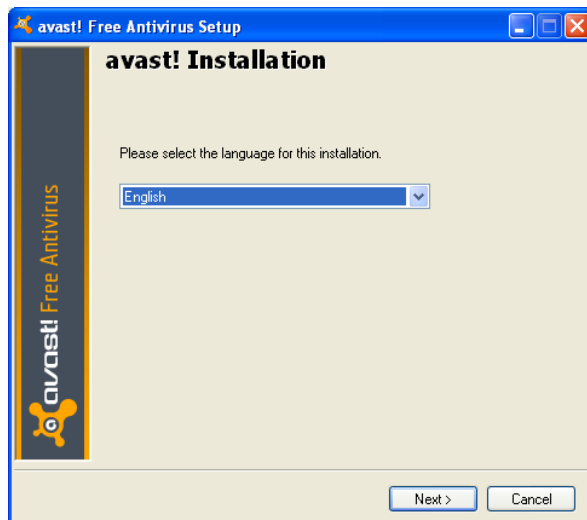 avast! Free Antivirus Setup
avast! Installation
Please select the language for this installation.
English
avast! Free Antivirus
Next >
Cancel